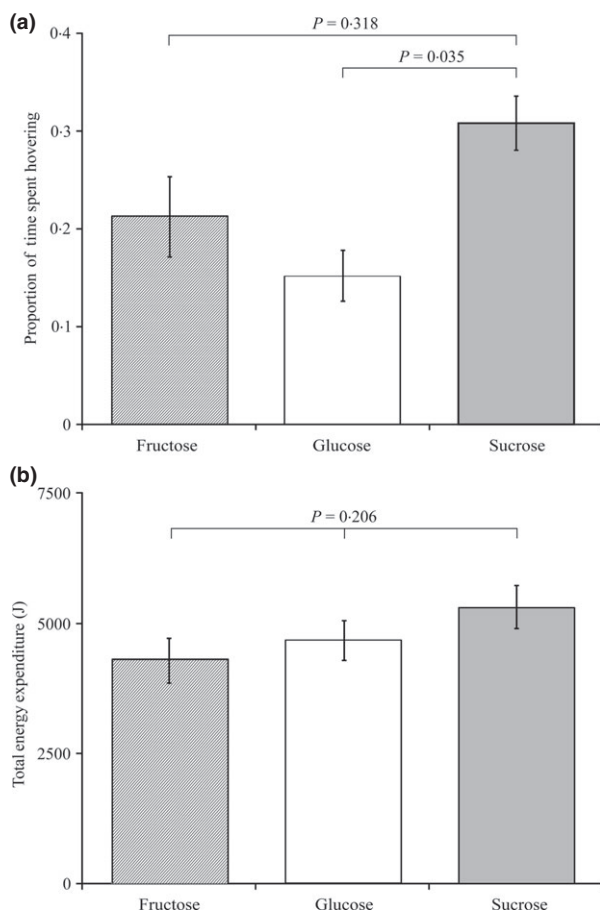 (a)
P = 0·318
P = 0·035
0·4
0·3
0·2
0·1
0
Proportion of time spent hovering
Fructose Glucose Sucrose
(b)
P = 0·206
7500
5000
2500
0
Total energy expenditure (J)
Fructose Glucose Sucrose